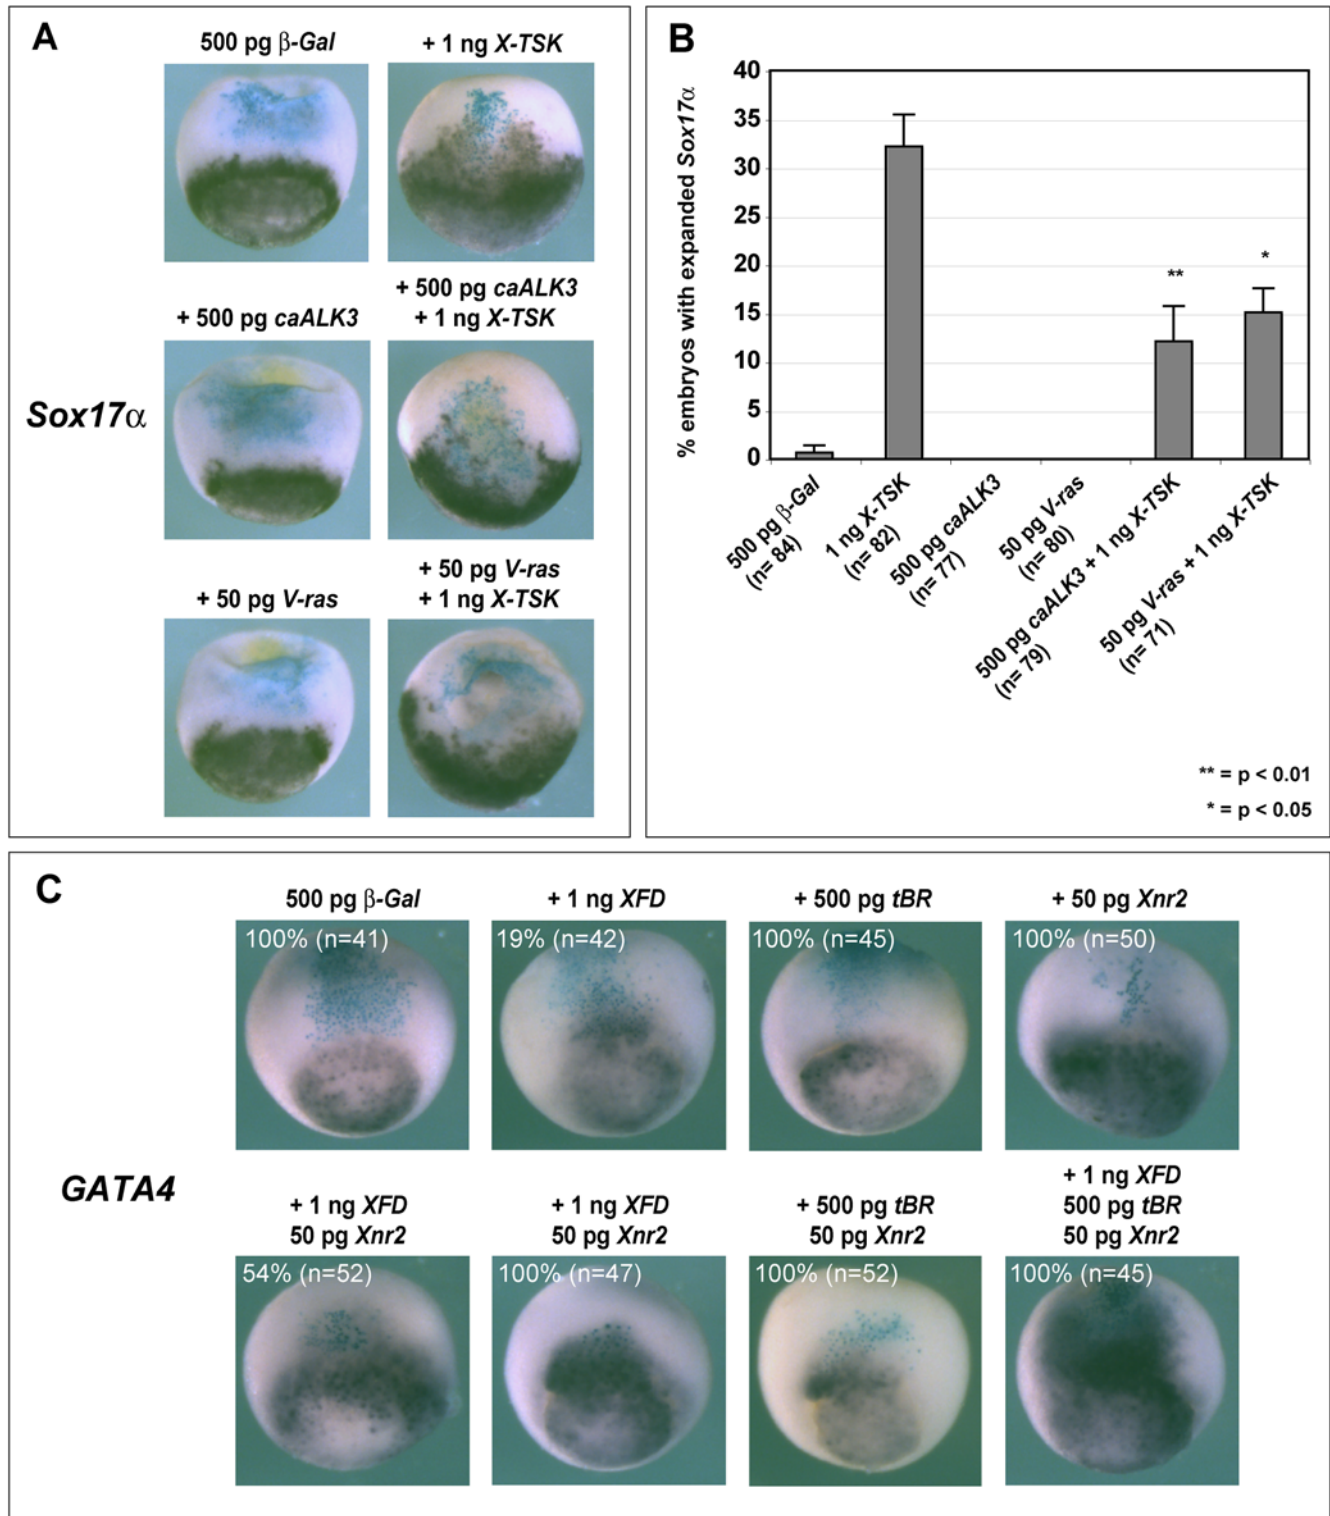 A
500 pg β-Gal
+ 1 ng X-TSK
+ 500 pg caALK3
+ 500 pg caALK3
+ 1 ng X-TSK
Sox17α
+ 50 pg V-ras
+ 50 pg V-ras
+ 1 ng X-TSK
B
% embryos with expanded Sox17α
40
35
30
25
20
15
10
5
0
**
*
500 pg β-Gal
(n= 84)
1 ng X-TSK
(n= 82)
500 pg caALK3
(n= 77)
50 pg V-ras
(n= 80)
500 pg caALK3 + 1 ng X-TSK
(n= 79)
50 pg V-ras + 1 ng X-TSK
(n= 71)
** = p < 0.01
* = p < 0.05
C
500 pg β-Gal
+ 1 ng XFD
+ 500 pg tBR
+ 50 pg Xnr2
100% (n=41)
19% (n=42)
100% (n=45)
100% (n=50)
GATA4
+ 1 ng XFD
50 pg Xnr2
+ 1 ng XFD
50 pg Xnr2
+ 500 pg tBR
50 pg Xnr2
+ 1 ng XFD
500 pg tBR
50 pg Xnr2
54% (n=52)
100% (n=47)
100% (n=52)
100% (n=45)